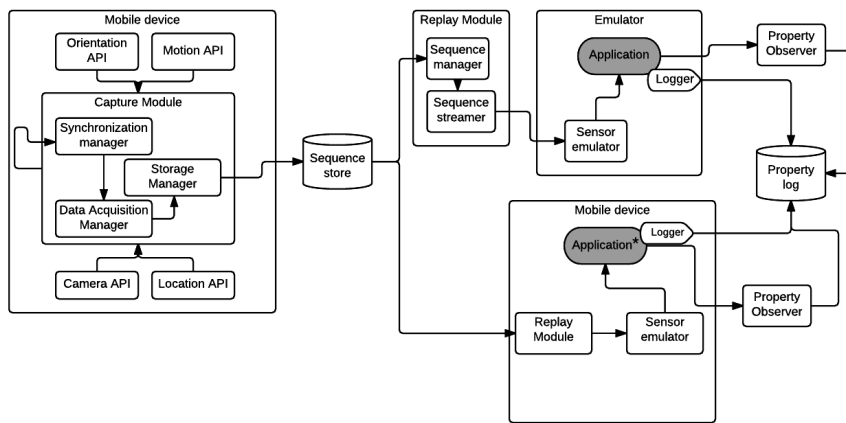 Mobile device
Orientation
API
Motion API
Capture Module
Synchronization
manager
Storage
Manager
Data Acquisition
Manager
Camera API
Location API
Sequence
store
Replay Module
Sequence
manager
Sequence
streamer
Emulator
Application
Logger
Sensor
emulator
Property
Observer
Property
log
Mobile device
Application*
Logger
Replay
Module
Sensor
emulator
Property
Observer